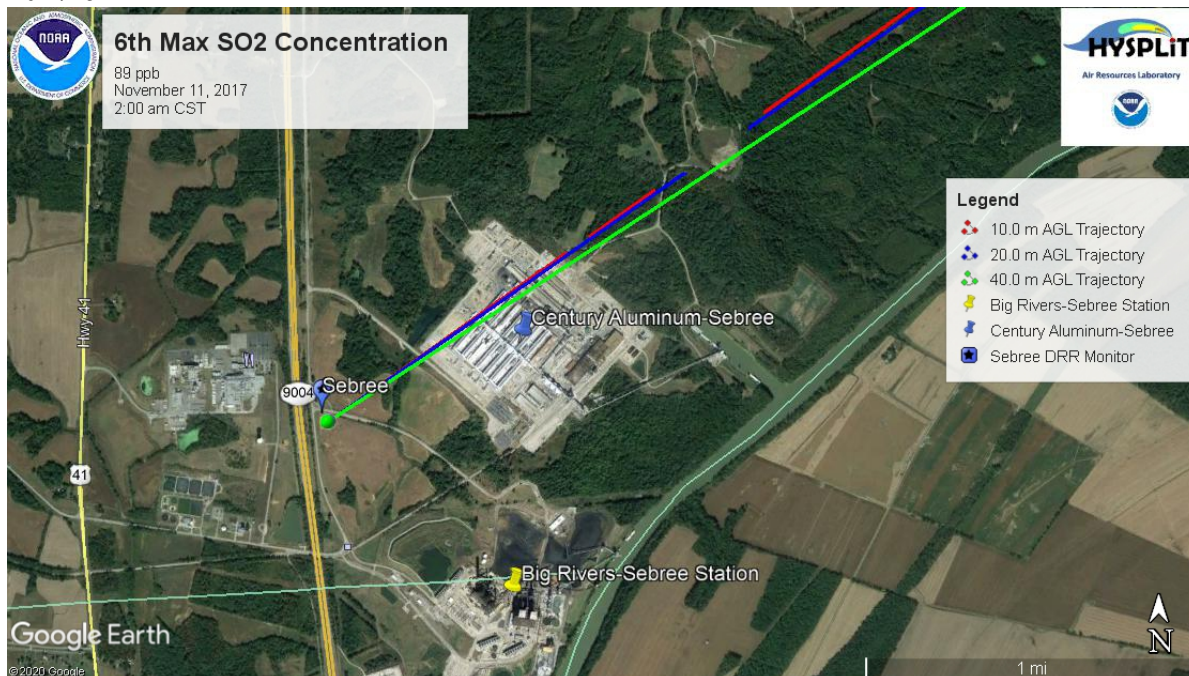 NOAA
6th Max SO2 Concentration
89 ppb
November 11, 2017
2:00 am CST
HYSPLiT
Air Resources Laboratory
NOAA
Legend
10.0 m AGL Trajectory
20.0 m AGL Trajectory
40.0 m AGL Trajectory
Big Rivers-Sebree Station
Century Aluminum-Sebree
Sebree DRR Monitor
Hwy-41
Century Aluminum-Sebree
9004
Sebree
41
Big Rivers-Sebree Station
Google Earth
©2020 Google
N
1 mi